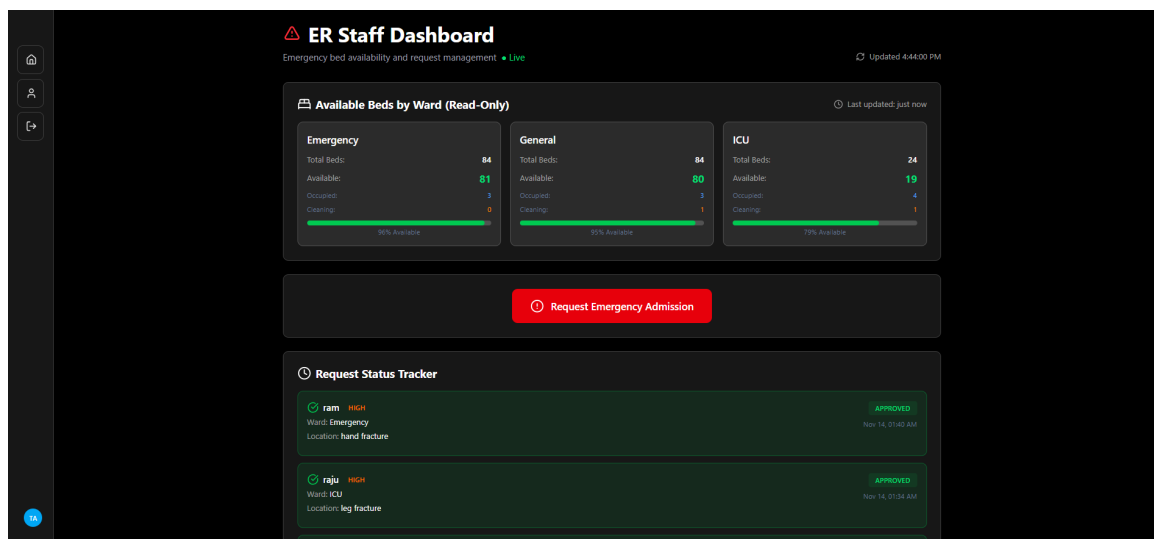 ER Staff Dashboard
Emergency bed availability and request management • Live
Updated 4:44:00 PM
Available Beds by Ward (Read-Only)
Last updated: just now
Emergency
Total Beds: 84
Available: 81
Occupied: 3
Cleaning: 0
96% Available
General
Total Beds: 84
Available: 80
Occupied: 3
Cleaning: 1
95% Available
ICU
Total Beds: 24
Available: 19
Occupied: 4
Cleaning: 1
79% Available
Request Emergency Admission
Request Status Tracker
ram HIGH
APPROVED
Ward: Emergency
Nov 14, 01:40 AM
Location: hand fracture
raju HIGH
APPROVED
Ward: ICU
Nov 14, 01:34 AM
Location: leg fracture
TA